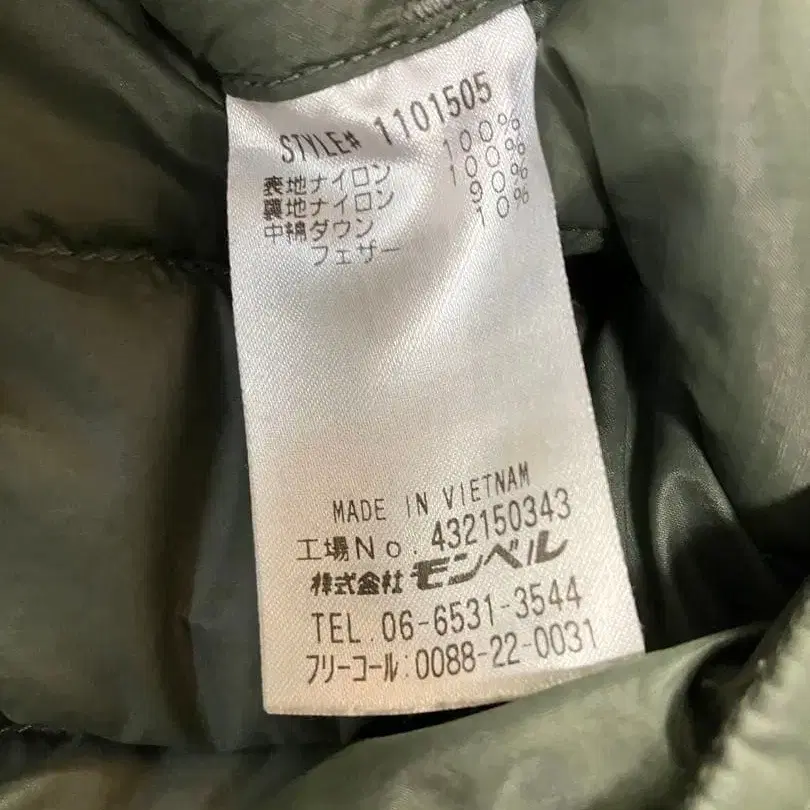 STYLE# 1101505
表地ナイロン 100%
裏地ナイロン 100%
中綿ダウン 90%
フェザー 10%
MADE IN VIETNAM
工場No. 432150343
株式会社 モンベル
TEL. 06-6531-3544
フリーコール:0088-22-0031